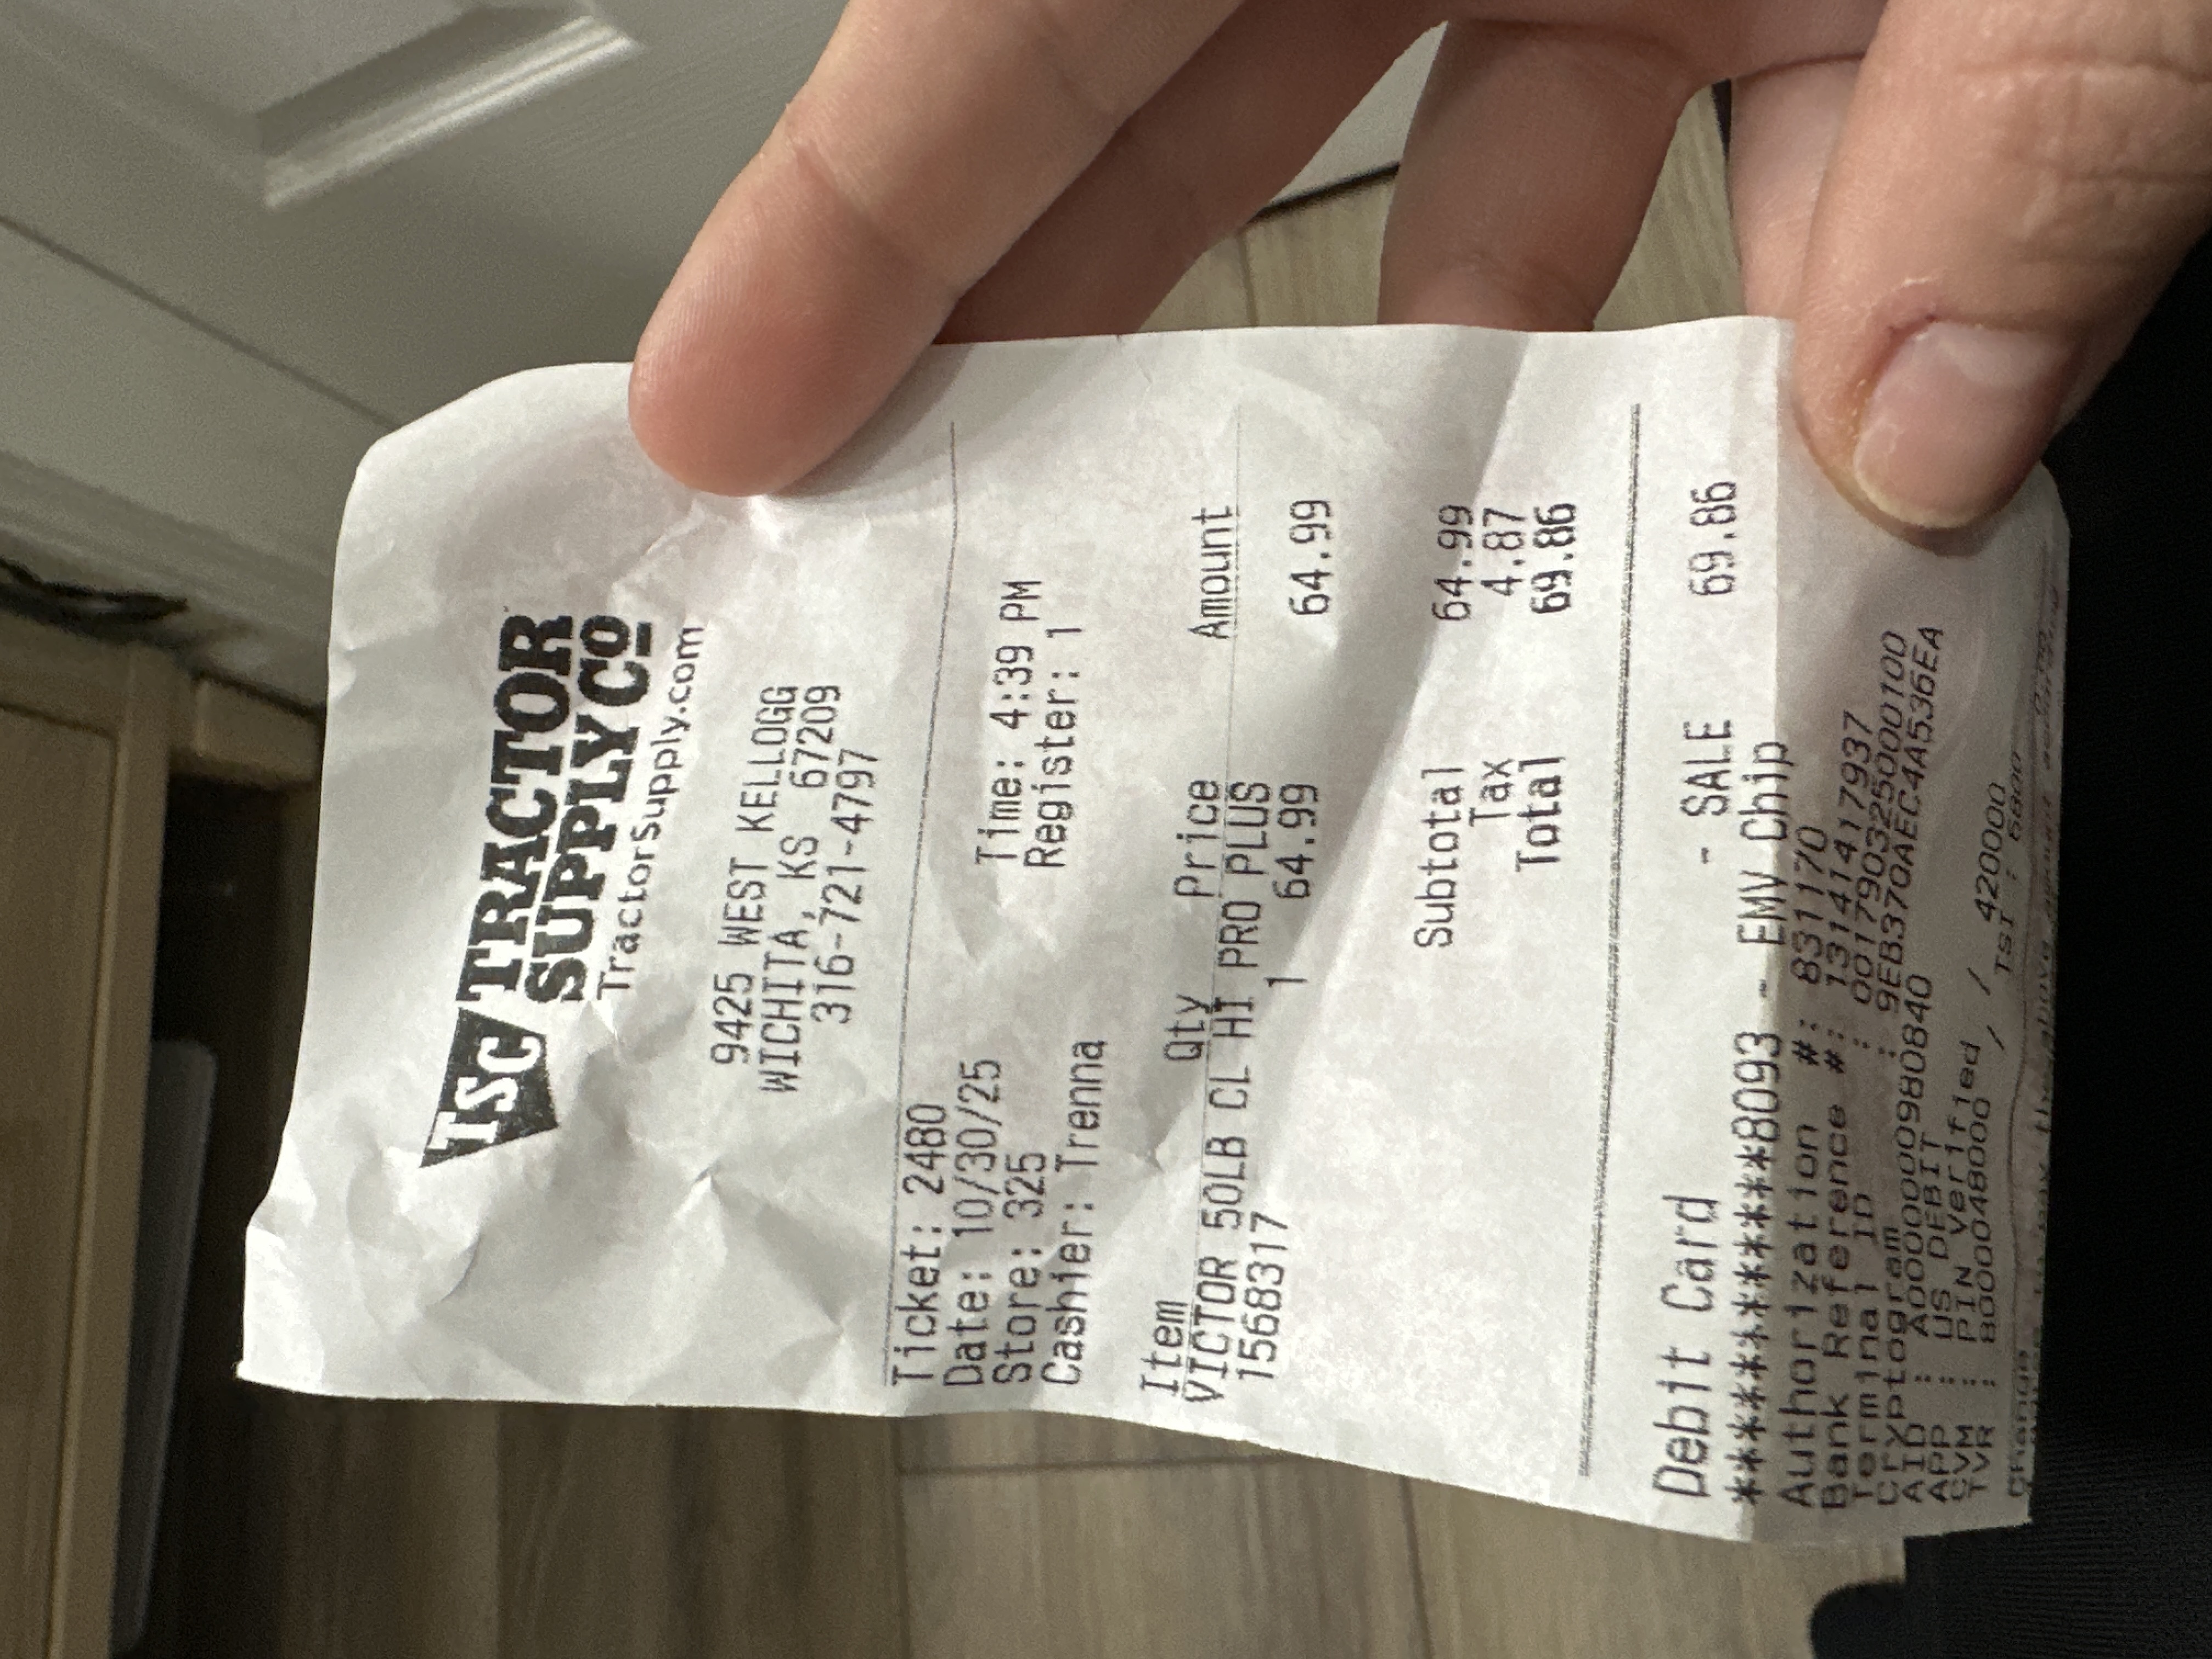 TSC TRACTOR
SUPPLY CO
TractorSupply.com
9425 WEST KELLOGG
WICHITA, KS 67209
316-721-4797
Ticket: 2480
Date: 10/30/25 Time: 4:39 PM
Store: 325 Register: 1
Cashier: Trenna
Item Qty Price Amount
VICTOR 50LB CL HI PRO PLUS
1568317 1 64.99 64.99
Subtotal 64.99
Tax 4.87
Total 69.86
Debit Card - SALE 69.86
************8093 - EMV Chip
Authorization #: 831170
Bank Reference #: 131414417937
Terminal ID : 001790325000100
Cryptogram : 9EB370AEC4A536EA
AID : A0000000980840
APP : US DEBIT
CVM : PIN Verified
TVR : 8000048000 / / 420000
TSI : 6800
Change